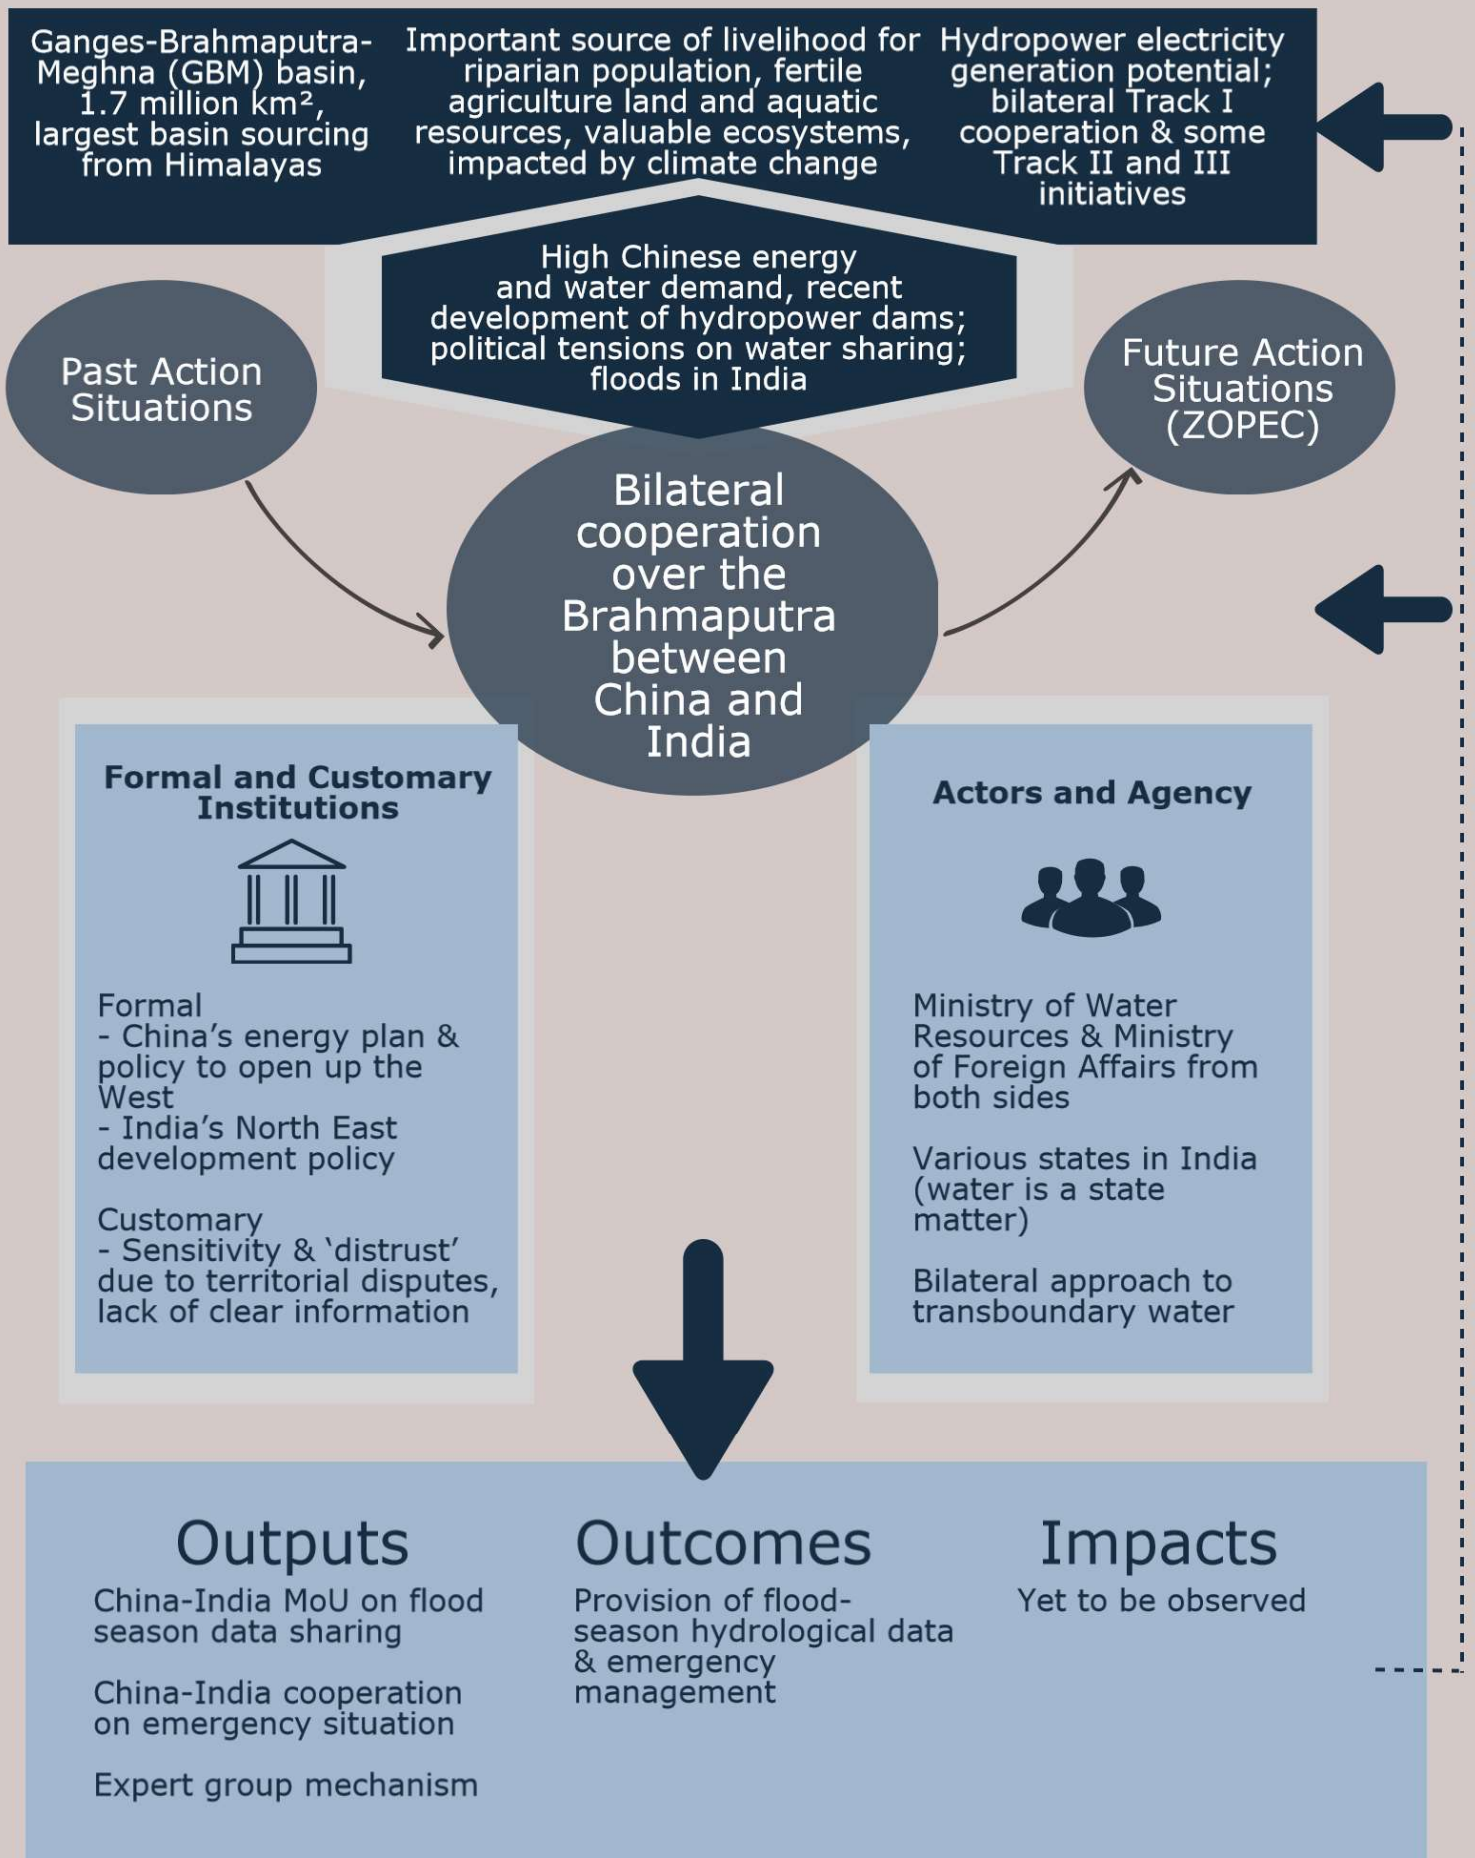 Ganges-Brahmaputra-
Meghna (GBM) basin,
1.7 million km²,
largest basin sourcing
from Himalayas
Important source of livelihood for
riparian population, fertile
agriculture land and aquatic
resources, valuable ecosystems,
impacted by climate change
Hydropower electricity
generation potential;
bilateral Track I
cooperation & some
Track II and III
initiatives
High Chinese energy
and water demand, recent
development of hydropower dams;
political tensions on water sharing;
floods in India
Past Action
Situations
Future Action
Situations
(ZOPEC)
Bilateral
cooperation
over the
Brahmaputra
between
China and
India
Formal and Customary
Institutions
Formal
- China’s energy plan &
policy to open up the
West
- India’s North East
development policy
Customary
- Sensitivity & ‘distrust’
due to territorial disputes,
lack of clear information
Actors and Agency
Ministry of Water
Resources & Ministry
of Foreign Affairs from
both sides
Various states in India
(water is a state
matter)
Bilateral approach to
transboundary water
Outputs
China-India MoU on flood
season data sharing
China-India cooperation
on emergency situation
Expert group mechanism
Outcomes
Provision of flood-
season hydrological data
& emergency
management
Impacts
Yet to be observed